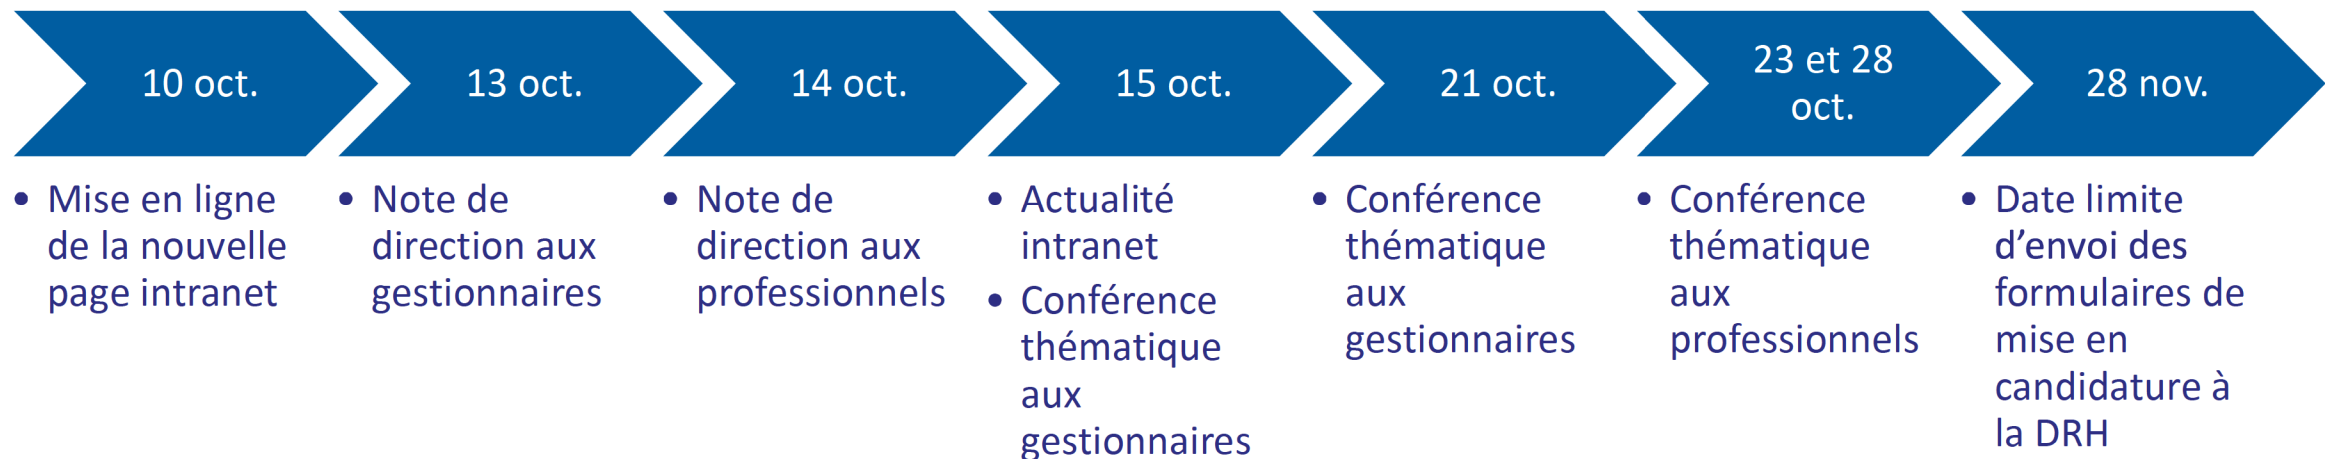 10 oct.
13 oct.
14 oct.
15 oct.
21 oct.
23 et 28
oct.
28 nov.
• Mise en ligne
de la nouvelle
page intranet
• Note de
direction aux
gestionnaires
• Note de
direction aux
professionnels
• Actualité
intranet
• Conférence
thématique
aux
gestionnaires
• Conférence
thématique
aux
gestionnaires
• Conférence
thématique
aux
professionnels
• Date limite
d’envoi des
formulaires de
mise en
candidature à
la DRH